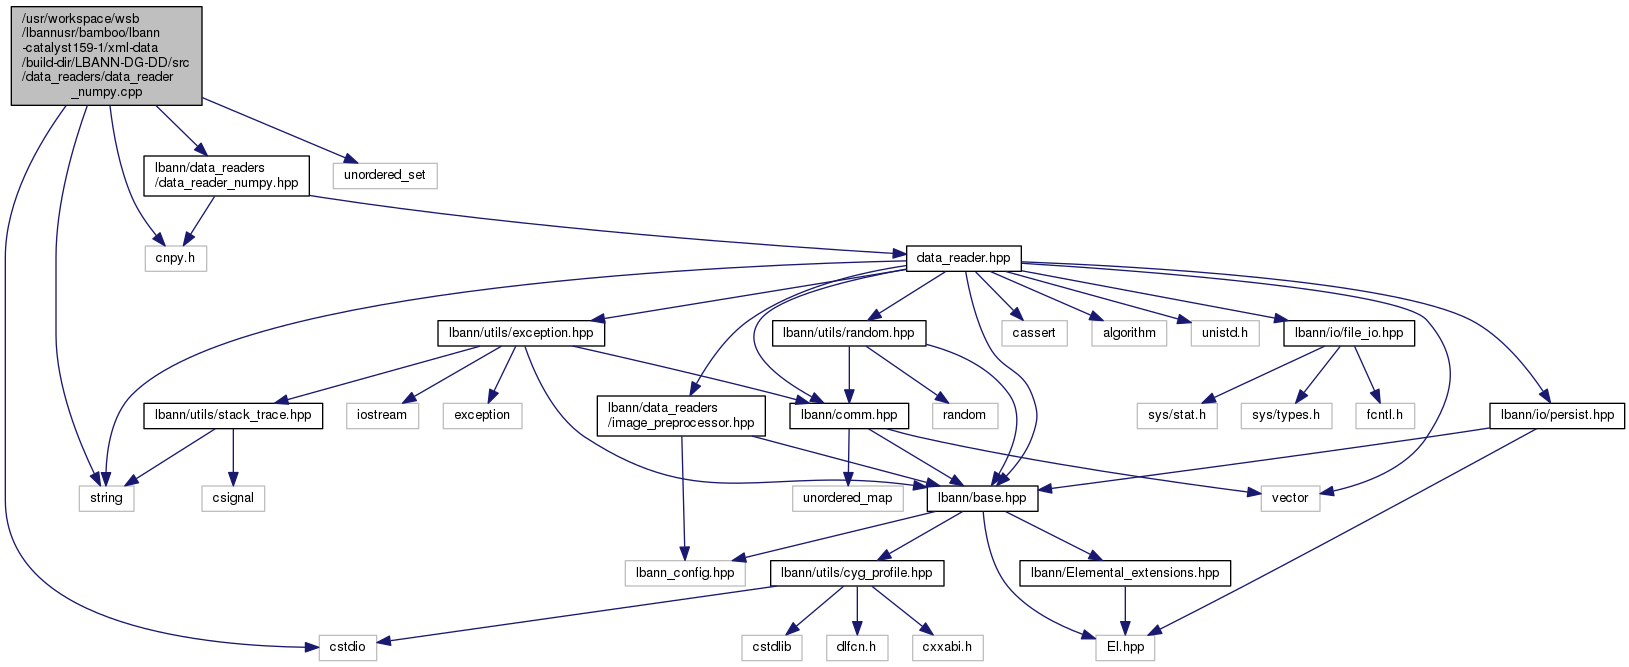 /usr/workspace/wsb
/lbannusr/bamboo/lbann
-catalyst159-1/xml-data
/build-dir/LBANN-DG-DD/src
/data_readers/data_reader
_numpy.cpp
lbann/data_readers
/data_reader_numpy.hpp
unordered_set
cnpy.h
data_reader.hpp
lbann/utils/exception.hpp
lbann/utils/random.hpp
cassert
algorithm
unistd.h
lbann/io/file_io.hpp
lbann/utils/stack_trace.hpp
iostream
exception
lbann/data_readers
/image_preprocessor.hpp
lbann/comm.hpp
random
sys/stat.h
sys/types.h
fcntl.h
lbann/io/persist.hpp
string
csignal
unordered_map
lbann/base.hpp
vector
lbann_config.hpp
lbann/utils/cyg_profile.hpp
lbann/Elemental_extensions.hpp
cstdio
cstdlib
dlfcn.h
cxxabi.h
El.hpp